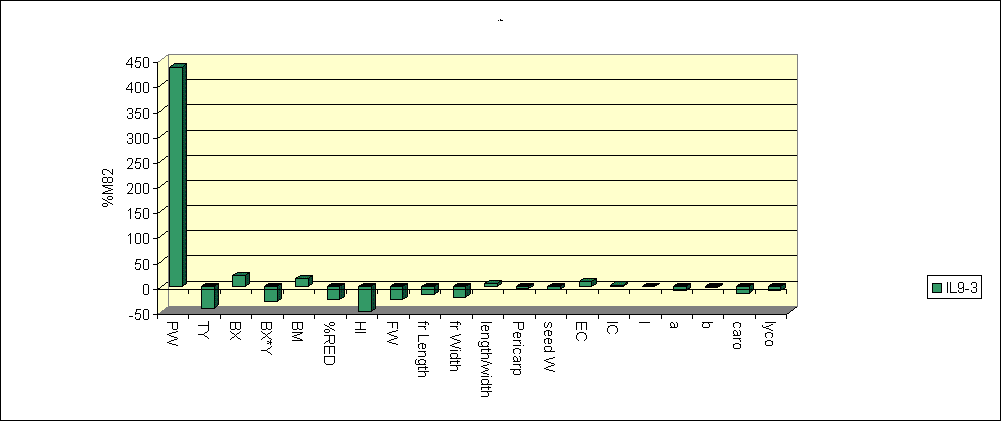 450
400
350
300
250
200
150
100
50
0
-50
%M82
PW
TY
BX
BX*Y
BM
%RED
HI
FW
fr Length
fr Width
length/width
Pericarp
seed W
EC
IC
l
a
b
caro
lyco
IL9-3